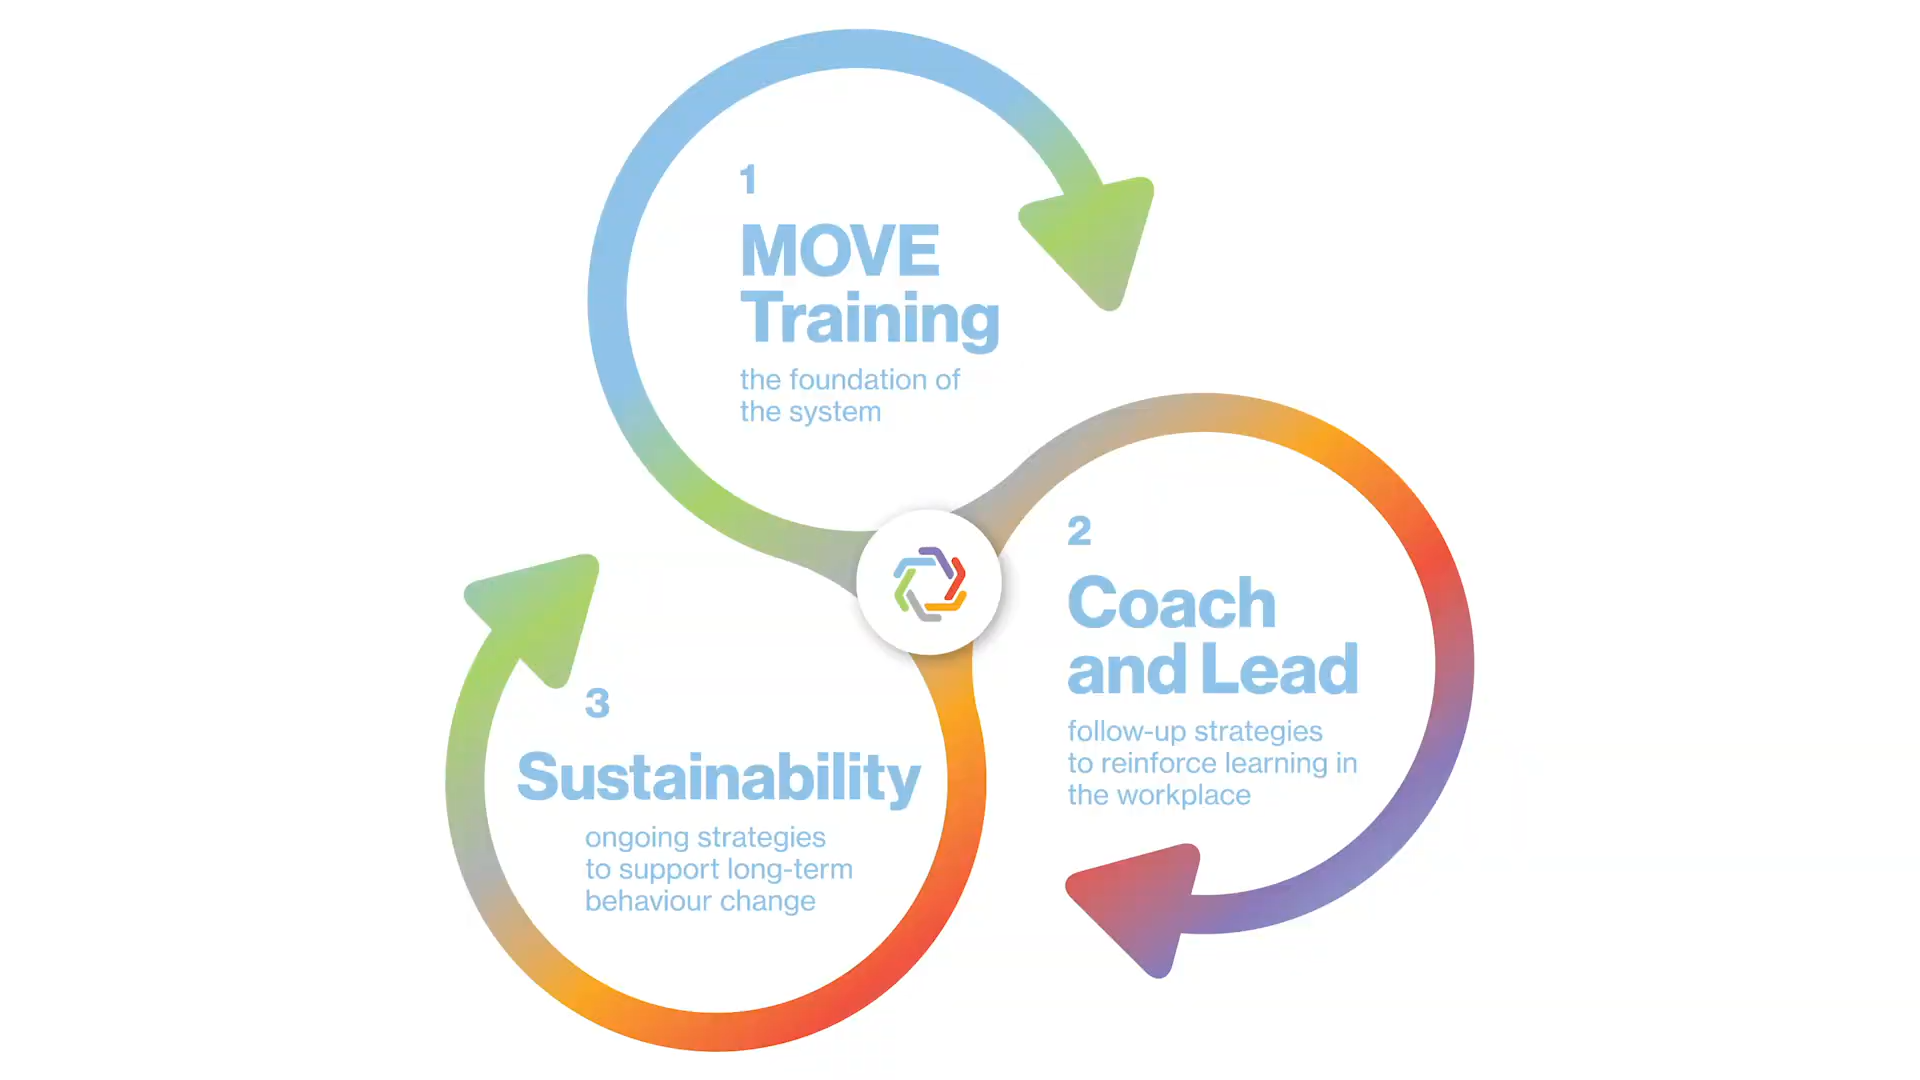 1
MOVE
Training
the foundation of
the system
2
Coach
and Lead
follow-up strategies
to reinforce learning in
the workplace
3
Sustainability
ongoing strategies
to support long-term
behaviour change